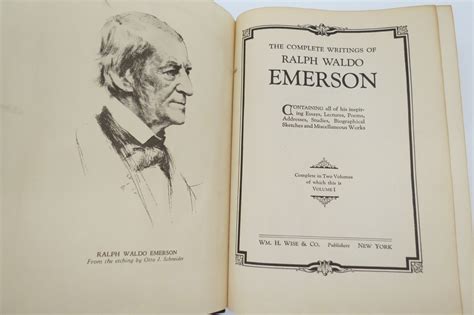 RALPH WALDO EMERSON
From the etching by Otto J. Schneider
THE COMPLETE WRITINGS OF
RALPH WALDO
EMERSON
CONTAINING all of his inspir-
ing Essays, Lectures, Poems,
Addresses, Studies, Biographical
Sketches and Miscellaneous Works
Complete in Two Volumes
of which this is
VOLUME I
WM. H. WISE & CO. Publishers NEW YORK